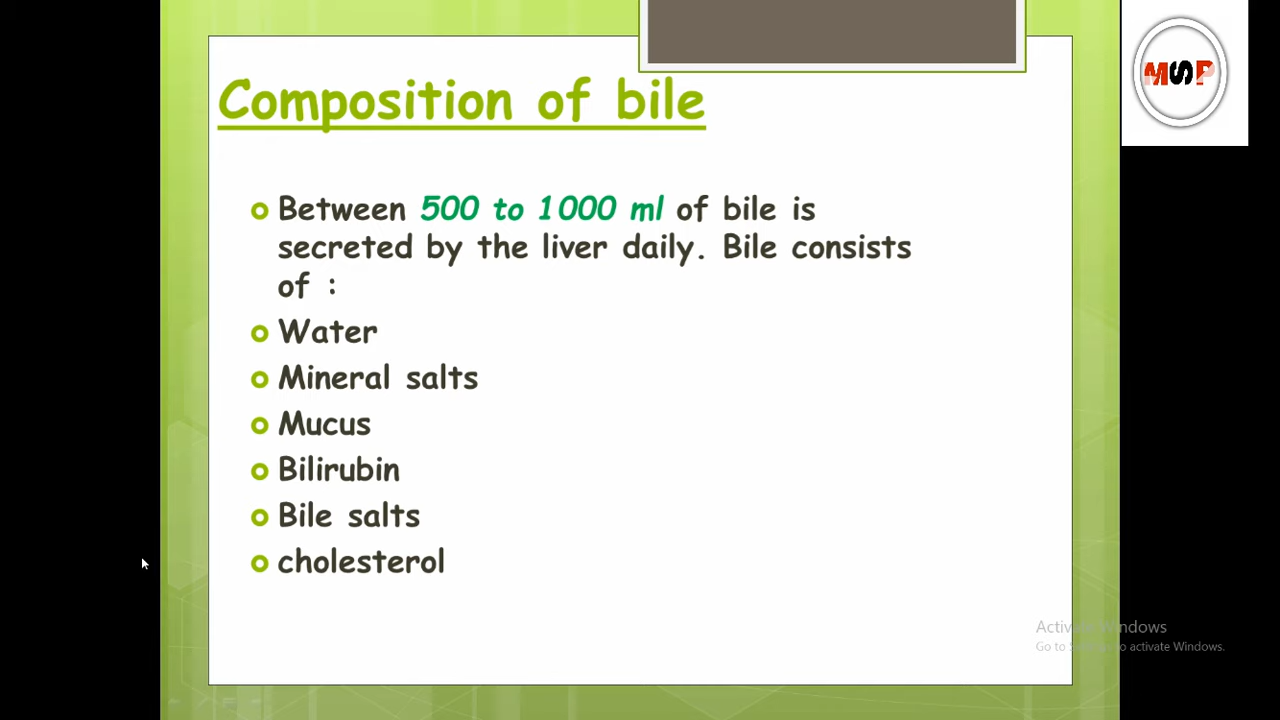 MSP
Composition of bile
Between 500 to 1000 ml of bile is
secreted by the liver daily. Bile consists
of :
Water
Mineral salts
Mucus
Bilirubin
Bile salts
cholesterol
Activate Windows
Go to Settings to activate Windows.